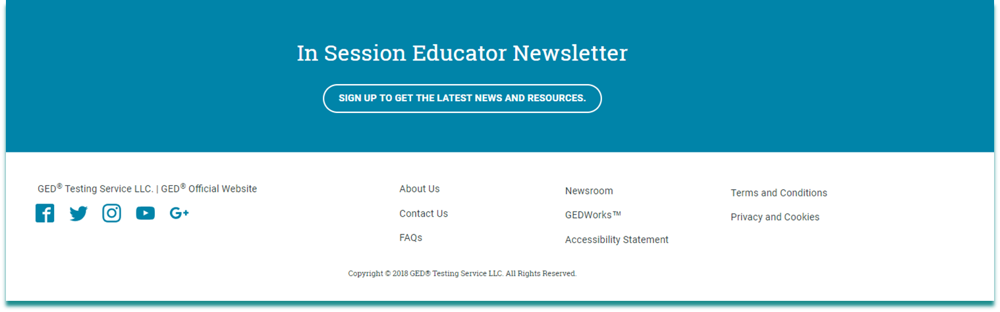 In Session Educator Newsletter
SIGN UP TO GET THE LATEST NEWS AND RESOURCES.
GED® Testing Service LLC. | GED® Official Website
About Us
Contact Us
FAQs
Newsroom
GEDWorks™
Accessibility Statement
Terms and Conditions
Privacy and Cookies
Copyright © 2018 GED® Testing Service LLC. All Rights Reserved.